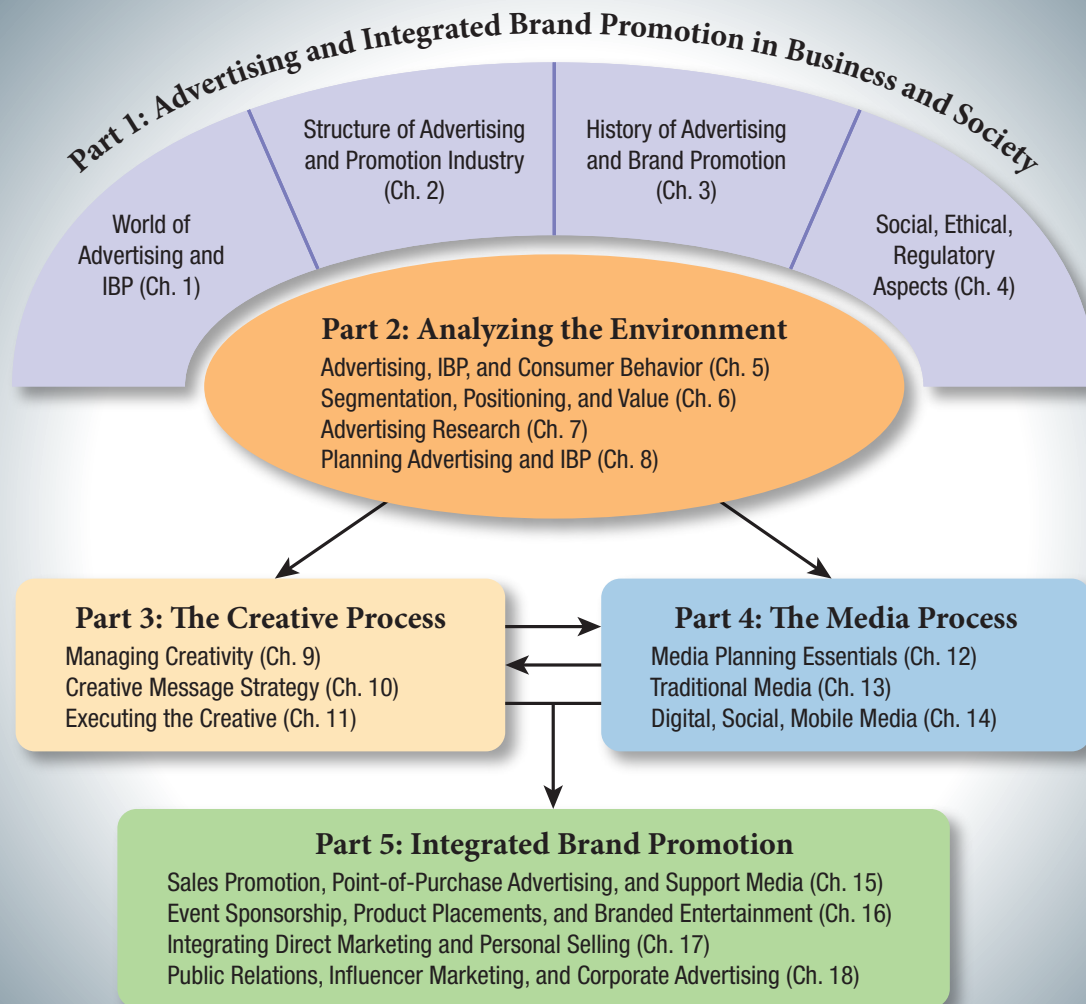 Part 1: Advertising and Integrated Brand Promotion in Business and Society
World of
Advertising and
IBP (Ch. 1)
Structure of Advertising
and Promotion Industry
(Ch. 2)
History of Advertising
and Brand Promotion
(Ch. 3)
Social, Ethical,
Regulatory
Aspects (Ch. 4)
Part 2: Analyzing the Environment
Advertising, IBP, and Consumer Behavior (Ch. 5)
Segmentation, Positioning, and Value (Ch. 6)
Advertising Research (Ch. 7)
Planning Advertising and IBP (Ch. 8)
Part 3: The Creative Process
Managing Creativity (Ch. 9)
Creative Message Strategy (Ch. 10)
Executing the Creative (Ch. 11)
Part 4: The Media Process
Media Planning Essentials (Ch. 12)
Traditional Media (Ch. 13)
Digital, Social, Mobile Media (Ch. 14)
Part 5: Integrated Brand Promotion
Sales Promotion, Point-of-Purchase Advertising, and Support Media (Ch. 15)
Event Sponsorship, Product Placements, and Branded Entertainment (Ch. 16)
Integrating Direct Marketing and Personal Selling (Ch. 17)
Public Relations, Influencer Marketing, and Corporate Advertising (Ch. 18)